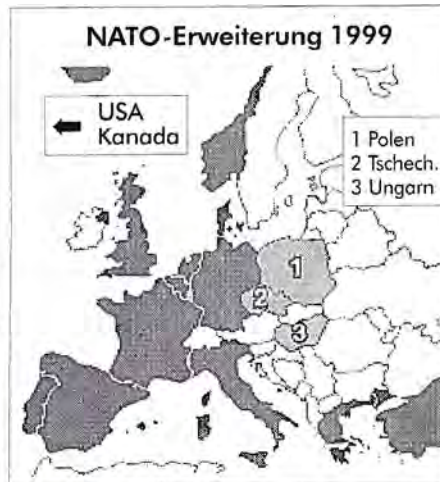 NATO-Erweiterung 1999
USA
Kanada
1 Polen
2 Tschech.
3 Ungarn
1
2
3